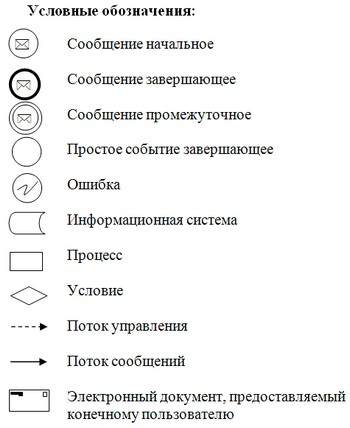 Условные обозначения:
Сообщение начальное
Сообщение завершающее
Сообщение промежуточное
Простое событие завершающее
Ошибка
Информационная система
Процесс
Условие
Поток управления
Поток сообщений
Электронный документ, предоставляемый
конечному пользователю